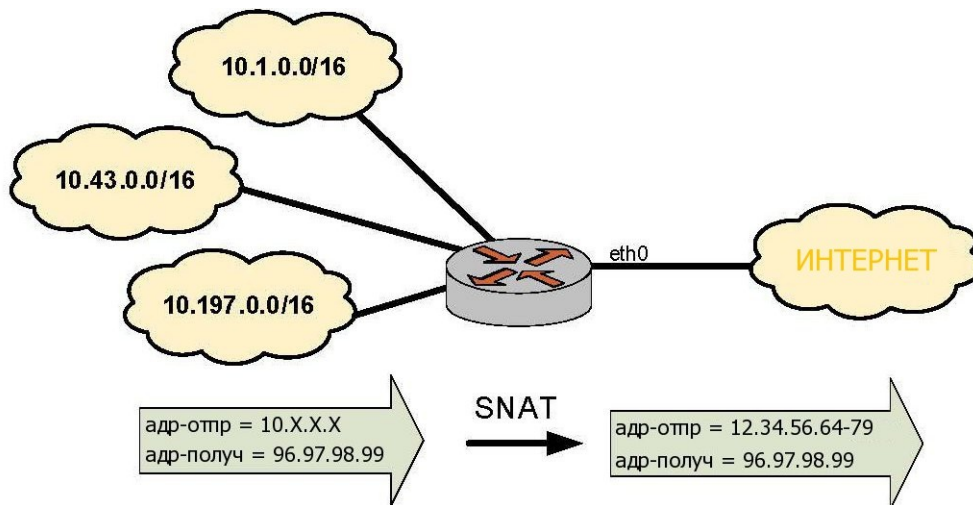 10.1.0.0/16
10.43.0.0/16
10.197.0.0/16
eth0
ИНТЕРНЕТ
адр-отпр = 10.X.X.X
адр-получ = 96.97.98.99
SNAT
адр-отпр = 12.34.56.64-79
адр-получ = 96.97.98.99